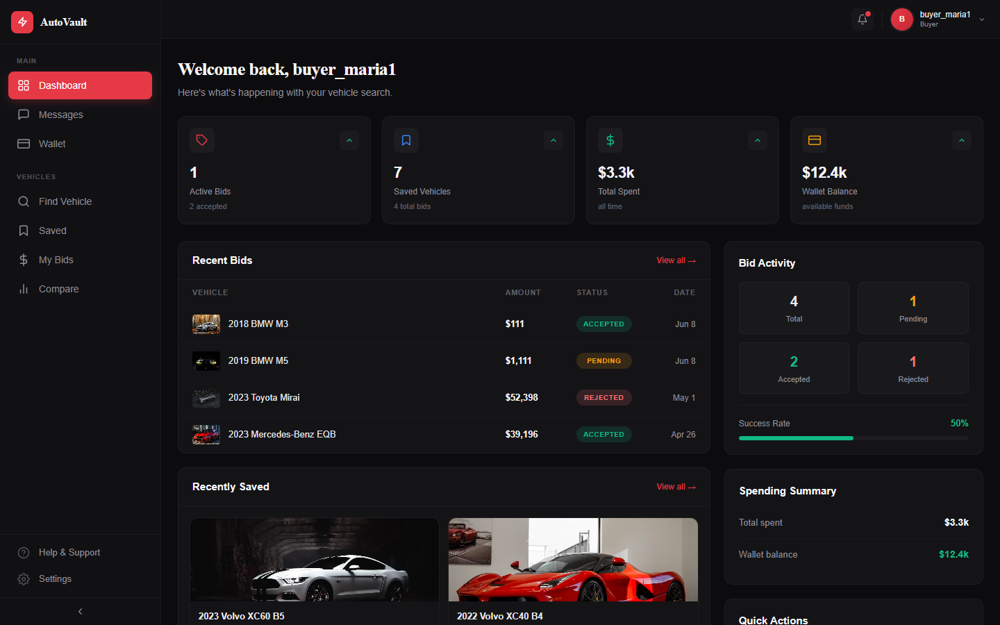 AutoVault
MAIN
Dashboard
Messages
Wallet
VEHICLES
Find Vehicle
Saved
My Bids
Compare
Help & Support
Settings
B
buyer_maria1
Buyer
Welcome back, buyer_maria1
Here's what's happening with your vehicle search.
1
Active Bids
2 accepted
7
Saved Vehicles
4 total bids
$3.3k
Total Spent
all time
$12.4k
Wallet Balance
available funds
Recent Bids
View all →
VEHICLE AMOUNT STATUS DATE
2018 BMW M3 $111 ACCEPTED Jun 8
2019 BMW M5 $1,111 PENDING Jun 8
2023 Toyota Mirai $52,398 REJECTED May 1
2023 Mercedes-Benz EQB $39,196 ACCEPTED Apr 26
Recently Saved
View all →
2023 Volvo XC60 B5
2022 Volvo XC40 B4
Bid Activity
4
Total
1
Pending
2
Accepted
1
Rejected
Success Rate 50%
Spending Summary
Total spent $3.3k
Wallet balance $12.4k
Quick Actions